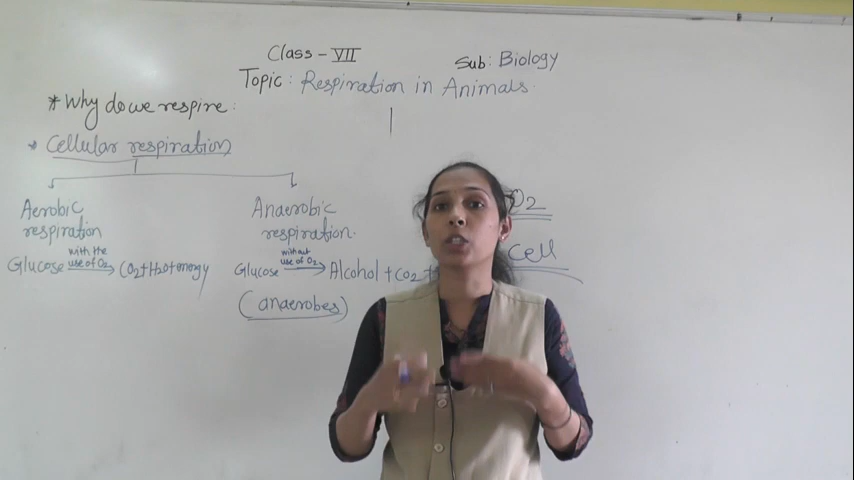 Class - VII
Sub: Biology
Topic: Respiration in Animals.
* Why do we respire:
* Cellular respiration
Aerobic
respiration
Glucose with the use of O2 → CO2 + H2O + energy
Anaerobic
respiration.
Glucose without use of O2 → Alcohol + CO2 +
(anaerobes)
O2
Cell